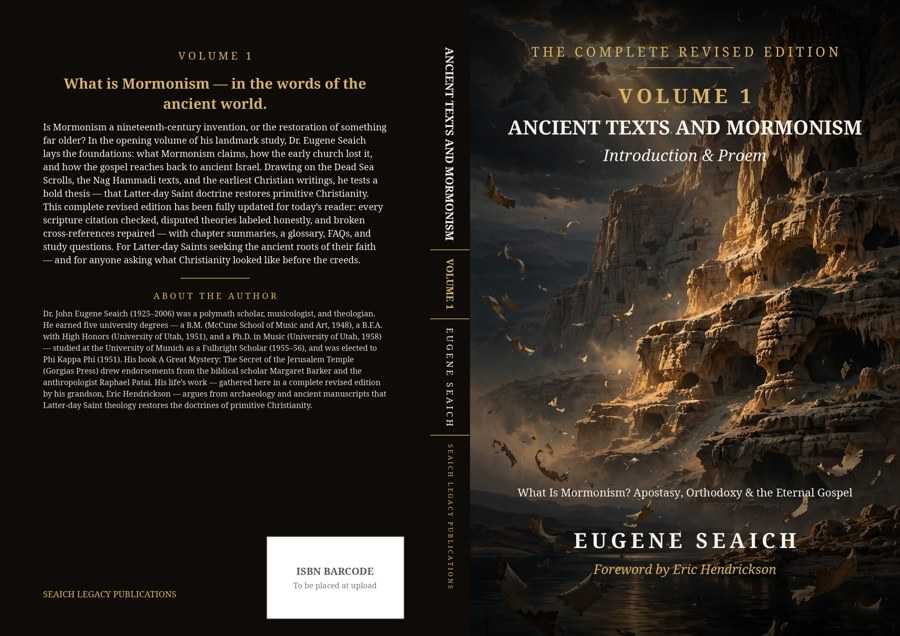 VOLUME 1
What is Mormonism — in the words of the
ancient world.
Is Mormonism a nineteenth-century invention, or the restoration of something
far older? In the opening volume of his landmark study, Dr. Eugene Seaich
lays the foundations: what Mormonism claims, how the early church lost it,
and how the gospel reaches back to ancient Israel. Drawing on the Dead Sea
Scrolls, the Nag Hammadi texts, and the earliest Christian writings, he tests a
bold thesis — that Latter-day Saint doctrine restores primitive Christianity.
This complete revised edition has been fully updated for today's reader: every
scripture citation checked, disputed theories labeled honestly, and broken
cross-references repaired — with chapter summaries, a glossary, FAQs, and
study questions. For Latter-day Saints seeking the ancient roots of their faith
— and for anyone asking what Christianity looked like before the creeds.
ABOUT THE AUTHOR
Dr. John Eugene Seaich (1925–2006) was a polymath scholar, musicologist, and theologian.
He earned five university degrees — a B.M. (McCune School of Music and Art, 1948), a B.F.A.
with High Honors (University of Utah, 1951), and a Ph.D. in Music (University of Utah, 1958)
— studied at the University of Munich as a Fulbright Scholar (1955–56), and was elected to
Phi Kappa Phi (1951). His book A Great Mystery: The Secret of the Jerusalem Temple
(Gorgias Press) drew endorsements from the biblical scholar Margaret Barker and the
anthropologist Raphael Patai. His life's work — gathered here in a complete revised edition
by his grandson, Eric Hendrickson — argues from archaeology and ancient manuscripts that
Latter-day Saint theology restores the doctrines of primitive Christianity.
SEAICH LEGACY PUBLICATIONS
ISBN BARCODE
To be placed at upload
ANCIENT TEXTS AND MORMONISM
VOLUME 1
EUGENE SEAICH
SEAICH LEGACY PUBLICATIONS
THE COMPLETE REVISED EDITION
VOLUME 1
ANCIENT TEXTS AND MORMONISM
Introduction & Proem
What Is Mormonism? Apostasy, Orthodoxy & the Eternal Gospel
EUGENE SEAICH
Foreword by Eric Hendrickson